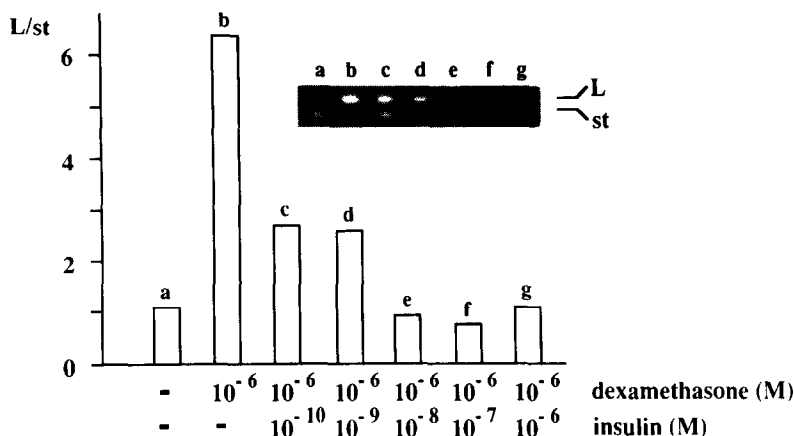 L/st
b
6
a b c d e f g
L
st
4
c
d
2
a
e
f
g
0
- 10⁻⁶ 10⁻⁶ 10⁻⁶ 10⁻⁶ 10⁻⁶ 10⁻⁶ dexamethasone (M)
- - 10⁻¹⁰ 10⁻⁹ 10⁻⁸ 10⁻⁷ 10⁻⁶ insulin (M)